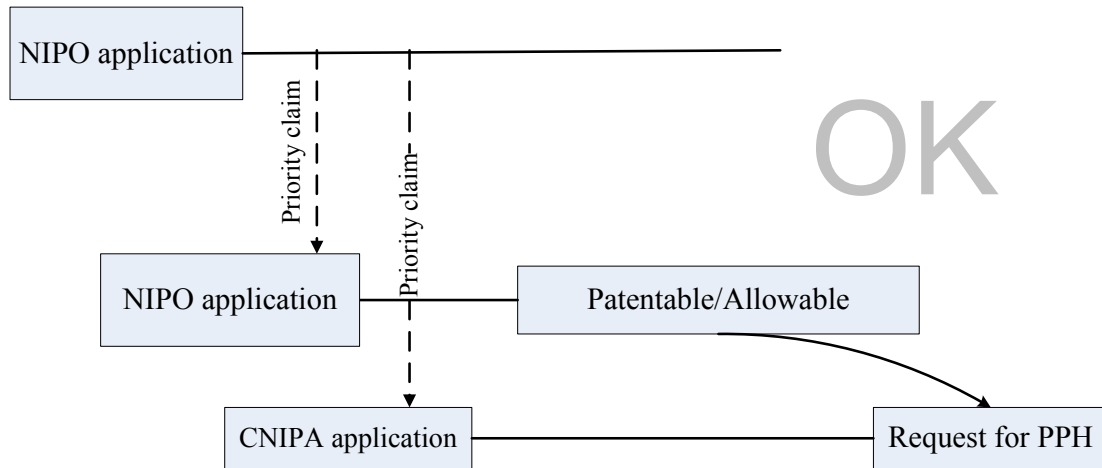 NIPO application
OK
Priority claim
Priority claim
NIPO application
Patentable/Allowable
CNIPA application
Request for PPH